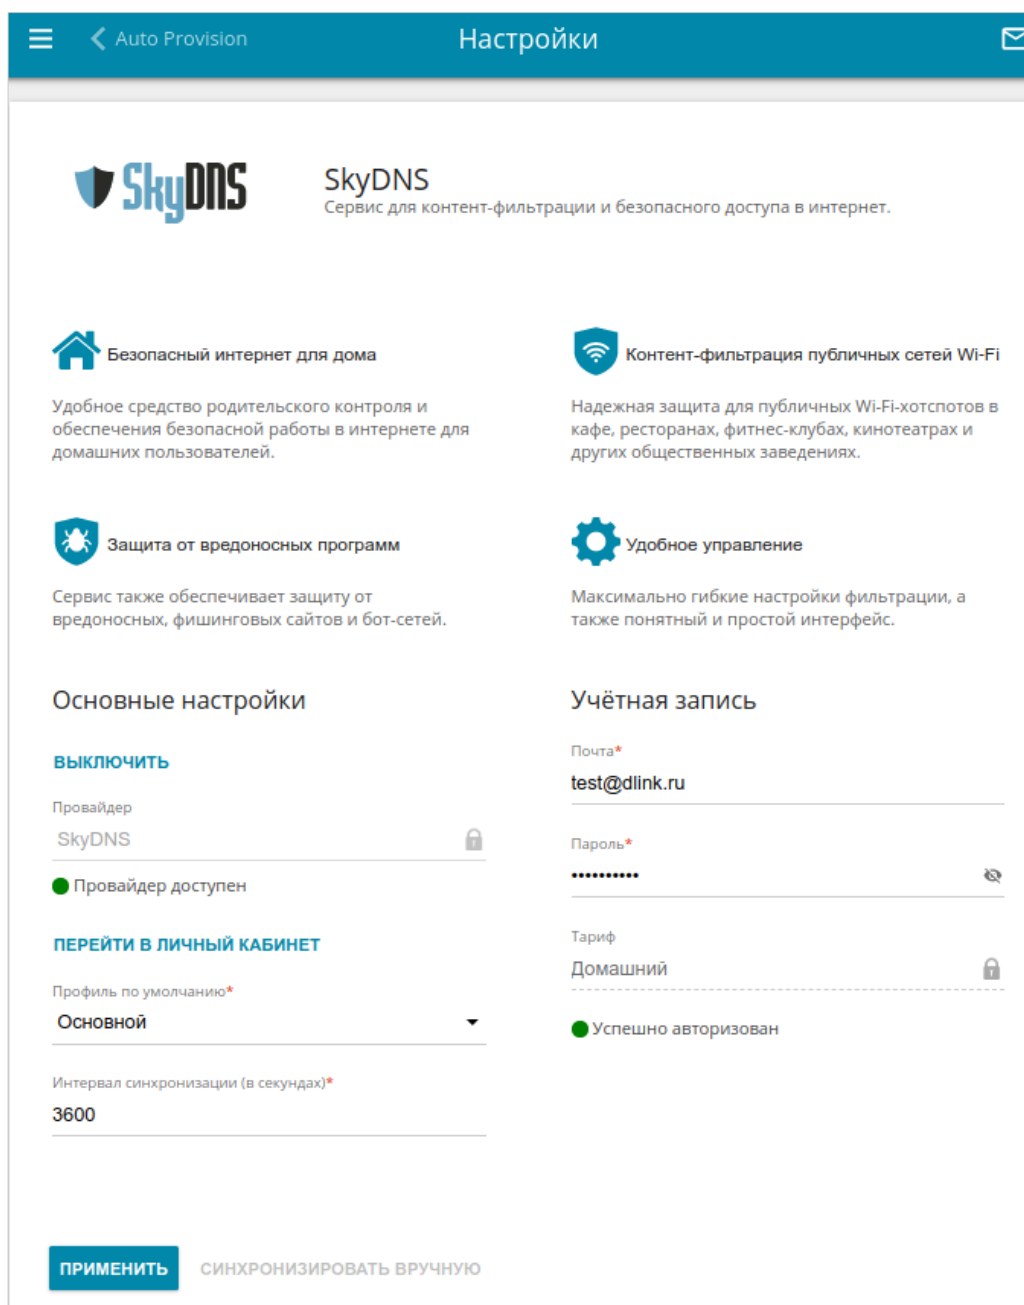 Auto Provision
Настройки
SkyDNS
SkyDNS
Сервис для контент-фильтрации и безопасного доступа в интернет.
Безопасный интернет для дома
Удобное средство родительского контроля и
обеспечения безопасной работы в интернете для
домашних пользователей.
Контент-фильтрация публичных сетей Wi-Fi
Надежная защита для публичных Wi-Fi-хотспотов в
кафе, ресторанах, фитнес-клубах, кинотеатрах и
других общественных заведениях.
Защита от вредоносных программ
Сервис также обеспечивает защиту от
вредоносных, фишинговых сайтов и бот-сетей.
Удобное управление
Максимально гибкие настройки фильтрации, а
также понятный и простой интерфейс.
Основные настройки
ВЫКЛЮЧИТЬ
Провайдер
SkyDNS
Провайдер доступен
ПЕРЕЙТИ В ЛИЧНЫЙ КАБИНЕТ
Профиль по умолчанию*
Основной
Интервал синхронизации (в секундах)*
3600
Учётная запись
Почта*
test@dlink.ru
Пароль*
••••••••••
Тариф
Домашний
Успешно авторизован
ПРИМЕНИТЬ
СИНХРОНИЗИРОВАТЬ ВРУЧНУЮ